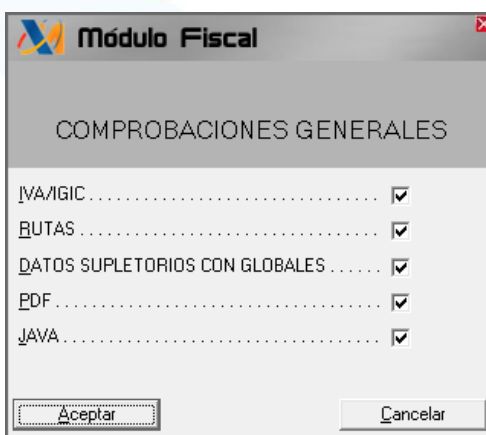 Módulo Fiscal
COMPROBACIONES GENERALES
IVA/IGIC ................................
RUTAS .................................
DATOS SUPLETORIOS CON GLOBALES ......
PDF ....................................
JAVA ...................................
Aceptar
Cancelar